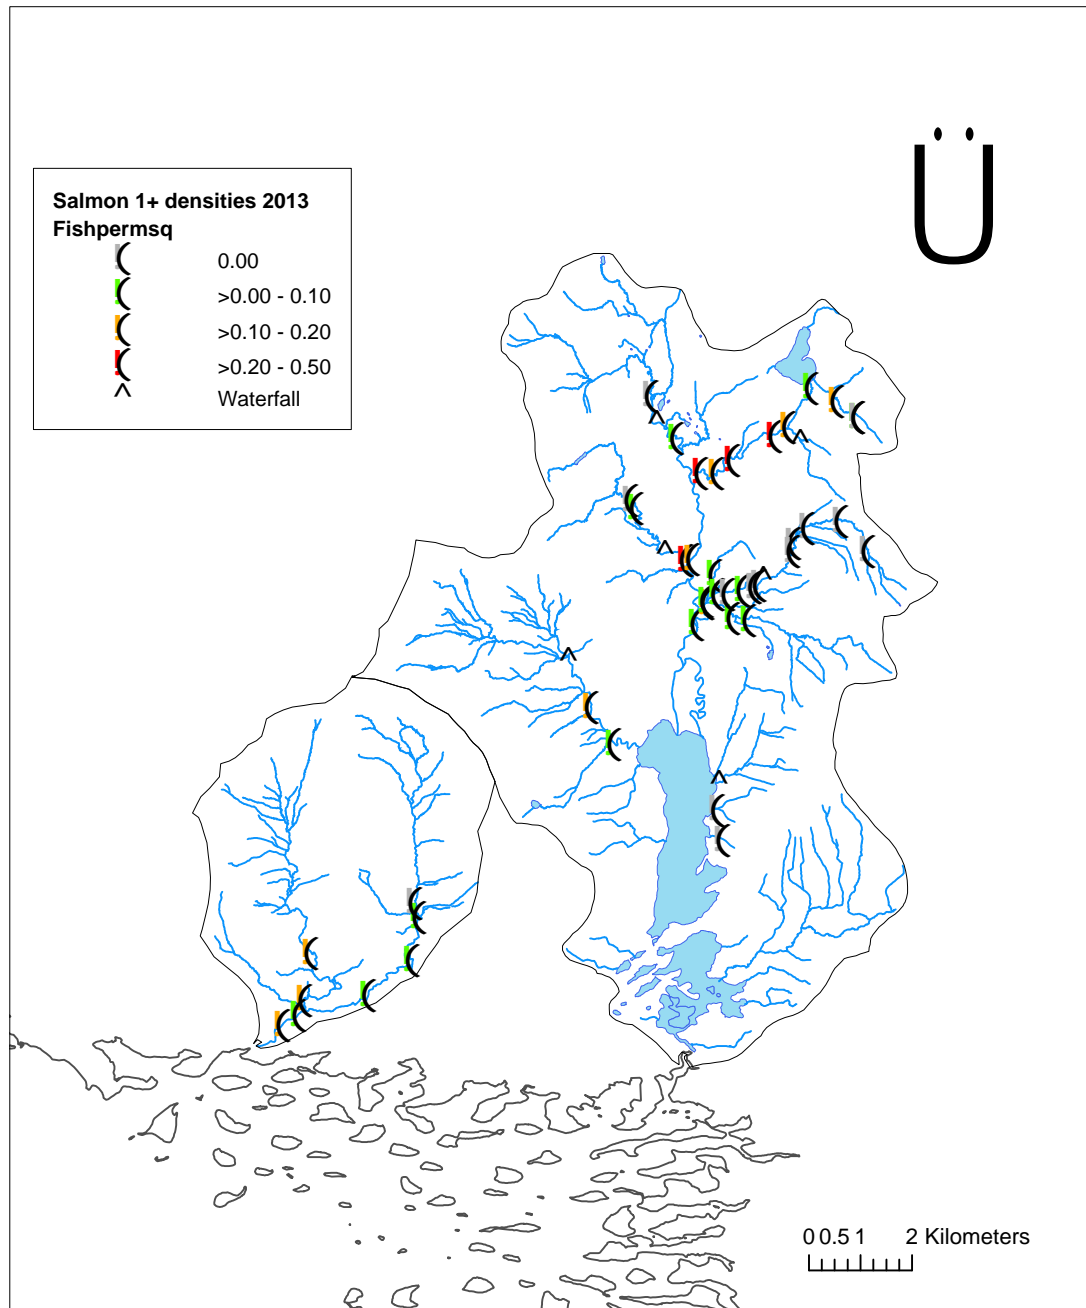 Ü
Salmon 1+ densities 2013
Fishpermsq
0.00
>0.00 - 0.10
>0.10 - 0.20
>0.20 - 0.50
Waterfall
0 0.5 1 2 Kilometers